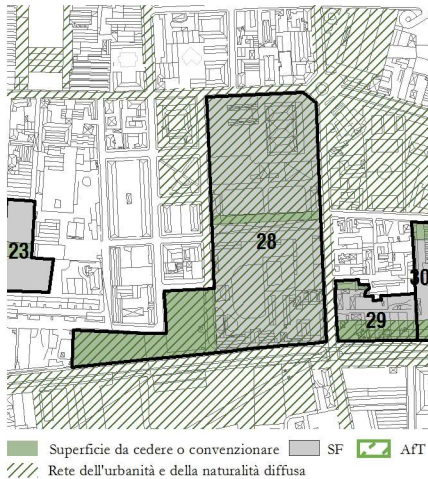 28
23
30
29
Superficie da cedere o convenzionare SF AfT
Rete dell'urbanità e della naturalità diffusa